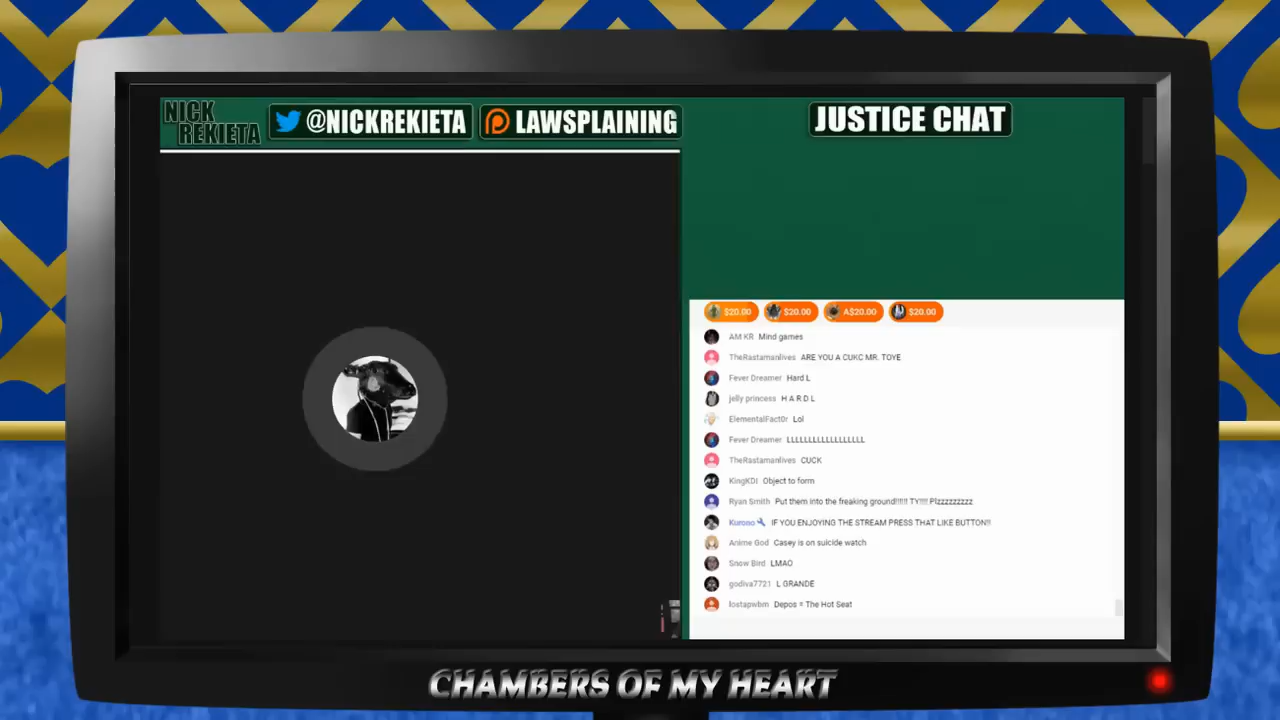 NICK
REKIETA
@NICKREKIETA
LAWSPLAINING
JUSTICE CHAT
$20.00 $20.00 A$20.00 $20.00
AM KR Mind games
TheRastamanlives ARE YOU A CUKC MR. TOYE
Fever Dreamer Hard L
jelly princess H A R D L
ElementalFact0r Lol
Fever Dreamer LLLLLLLLLLLLLLLLLL
TheRastamanlives CUCK
KingKDI Object to form
Ryan Smith Put them into the freaking ground!!!!!! TY!!!! Plzzzzzzzzz
Kurono IF YOU ENJOYING THE STREAM PRESS THAT LIKE BUTTON!!
Anime God Casey is on suicide watch
Snow Bird LMAO
godiva7721 L GRANDE
lostapwbm Depos = The Hot Seat
CHAMBERS OF MY HEART